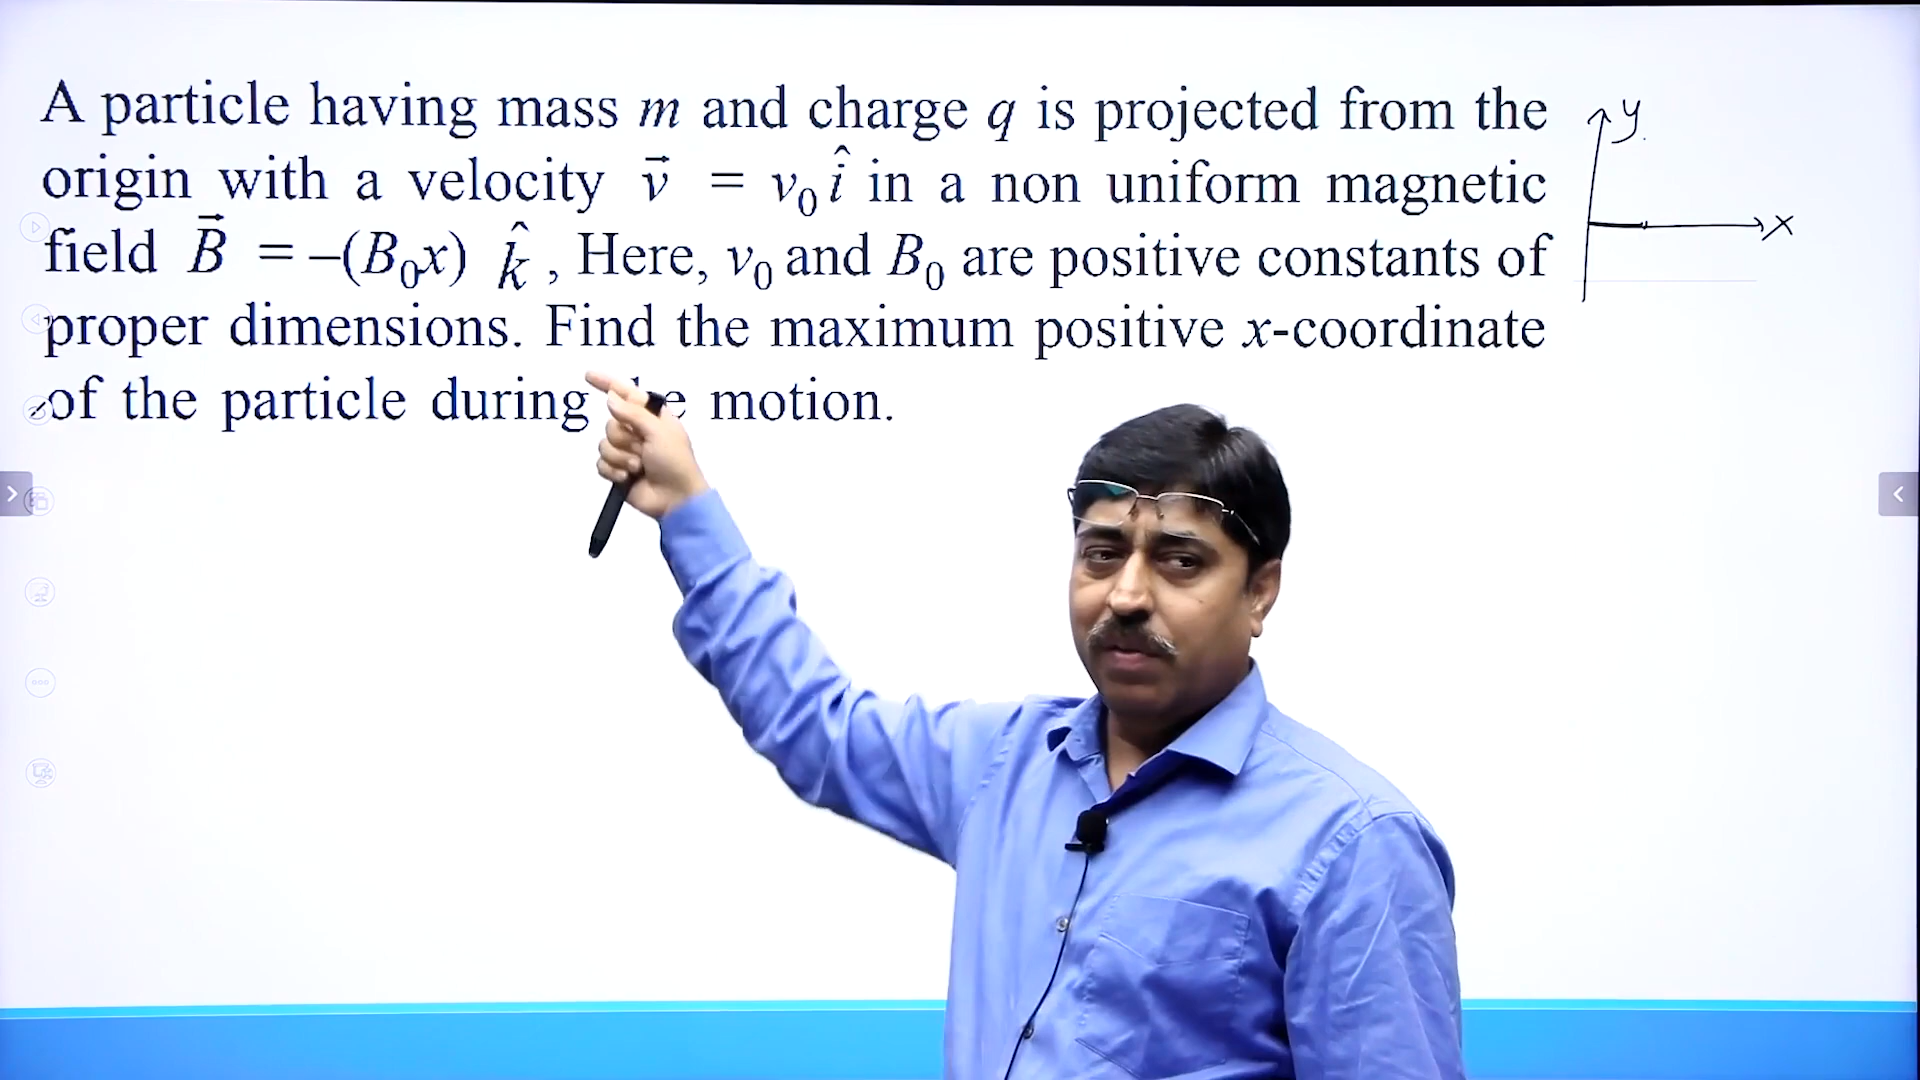 A particle having mass m and charge q is projected from the
origin with a velocity v⃗ = v₀ î in a non uniform magnetic
field B⃗ = –(B₀x) k̂ , Here, v₀ and B₀ are positive constants of
proper dimensions. Find the maximum positive x-coordinate
of the particle during motion.
y
x